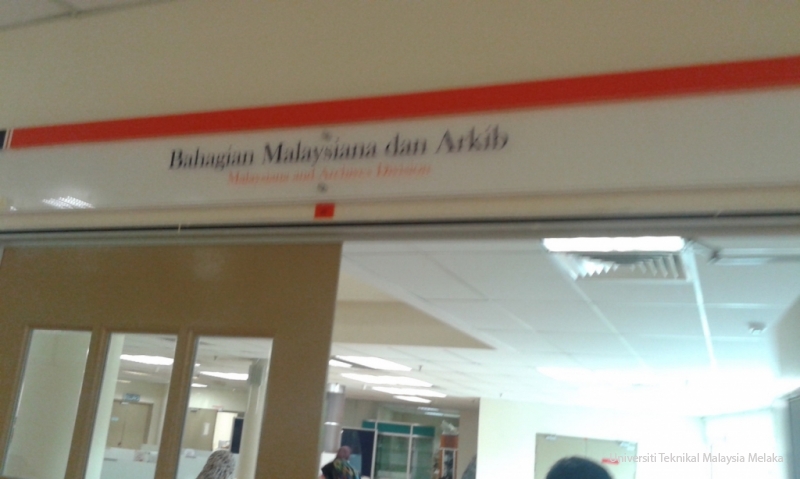 Bahagian Malaysiana dan Arkib
Malaysiana and Archives Division
Universiti Teknikal Malaysia Melaka